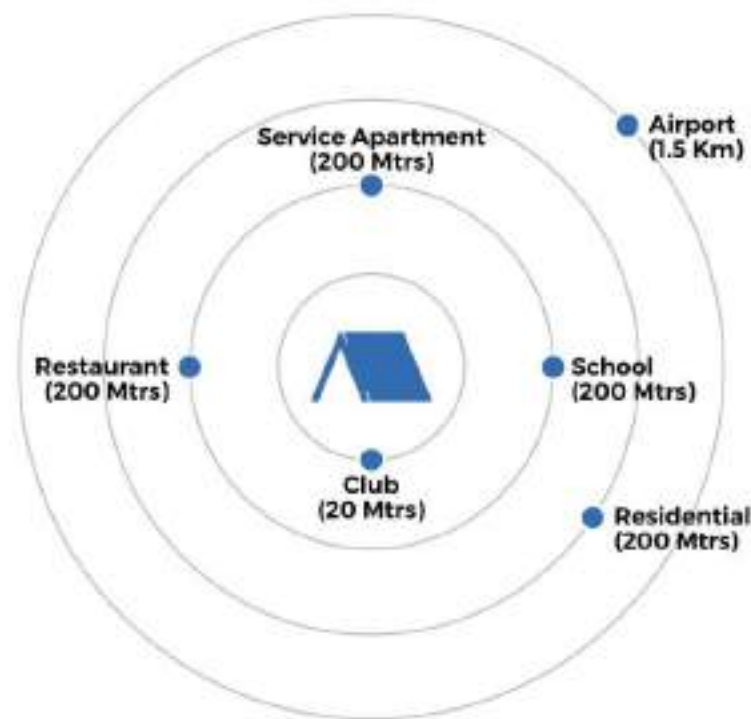 Airport
(1.5 Km)
Service Apartment
(200 Mtrs)
Restaurant
(200 Mtrs)
School
(200 Mtrs)
Club
(20 Mtrs)
Residential
(200 Mtrs)